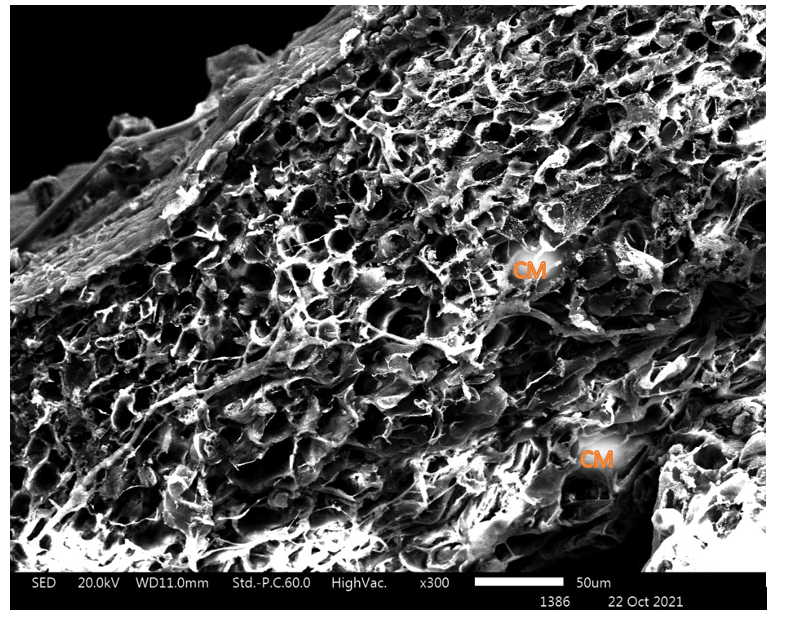 CM
CM
SED 20.0kV WD11.0mm Std.-P.C.60.0 HighVac. x300 50um
1386 22 Oct 2021